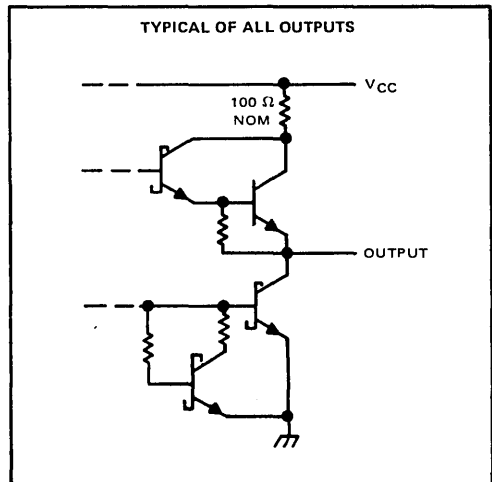 TYPICAL OF ALL OUTPUTS
VCC
100 Ω
NOM
OUTPUT